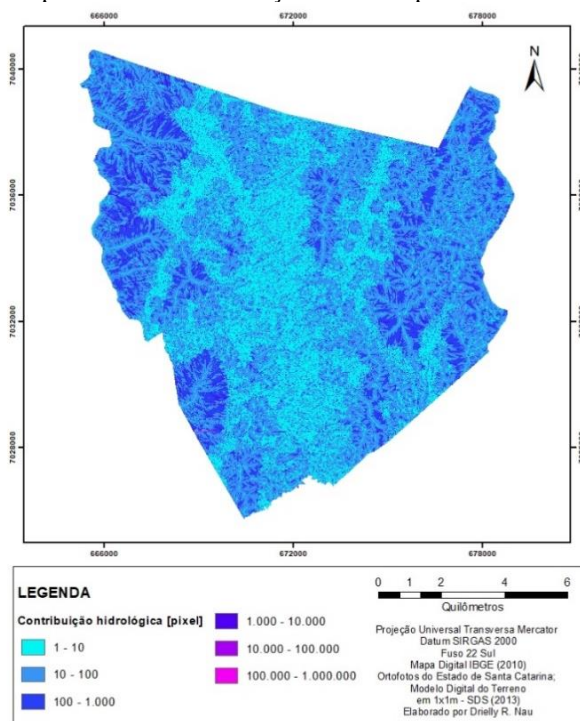 666000 672000 678000
N
7040000
7036000
7032000
7028000
666000 672000 678000
LEGENDA
Contribuição hidrológica [pixel]
1 - 10
10 - 100
100 - 1.000
1.000 - 10.000
10.000 - 100.000
100.000 - 1.000.000
0 1 2 4 6
Quilômetros
Projeção Universal Transversa Mercator
Datum SIRGAS 2000
Fuso 22 Sul
Mapa Digital IBGE (2010)
Ortofotos do Estado de Santa Catarina;
Modelo Digital do Terreno
em 1x1m - SDS (2013)
Elaborado por Drielly R. Nau